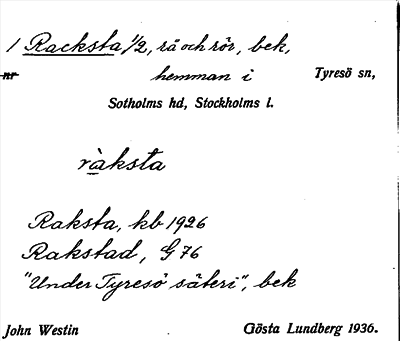 1 Racksta 1/2, rå och rör, bek,
nr hemman i Tyresö sn,
Sotholms hd, Stockholms l.
ràksta
Raksta, kb 1926
Rakstad, G 76
"Under Tyresö säteri", bek
John Westin Gösta Lundberg 1936.